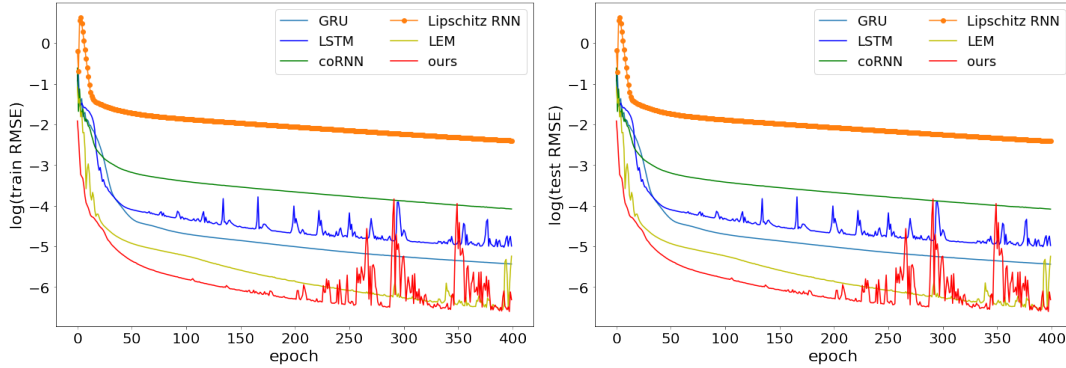 GRU
LSTM
coRNN
Lipschitz RNN
LEM
ours
log(train RMSE)
0
−1
−2
−3
−4
−5
−6
0 50 100 150 200 250 300 350 400
epoch
GRU
LSTM
coRNN
Lipschitz RNN
LEM
ours
log(test RMSE)
0
−1
−2
−3
−4
−5
−6
0 50 100 150 200 250 300 350 400
epoch